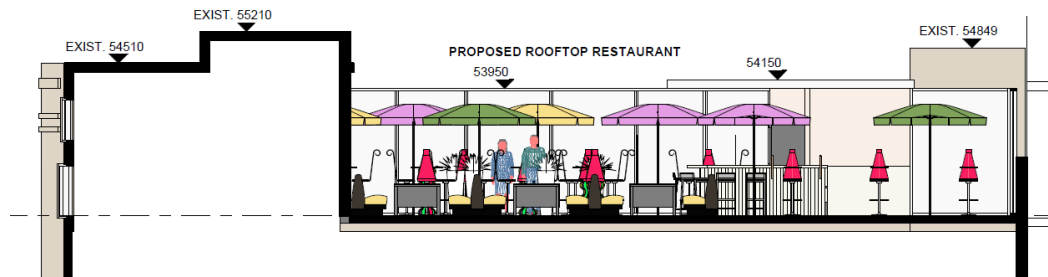 EXIST. 55210
EXIST. 54510
EXIST. 54849
PROPOSED ROOFTOP RESTAURANT
53950
54150